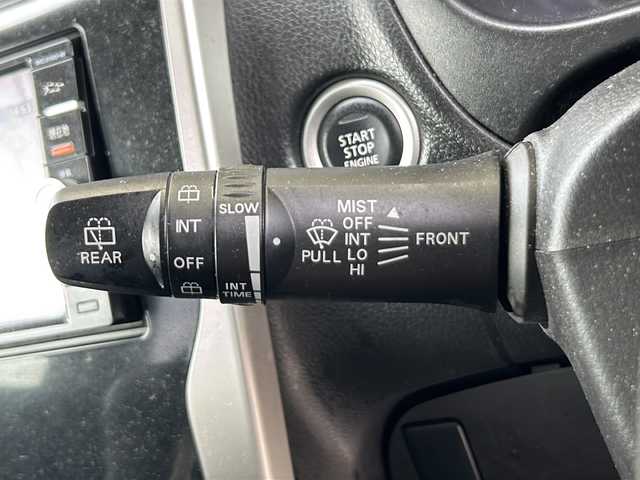 START
STOP
ENGINE
REAR
INT
OFF
SLOW
INT
TIME
PULL
MIST
OFF
INT
LO
HI
FRONT